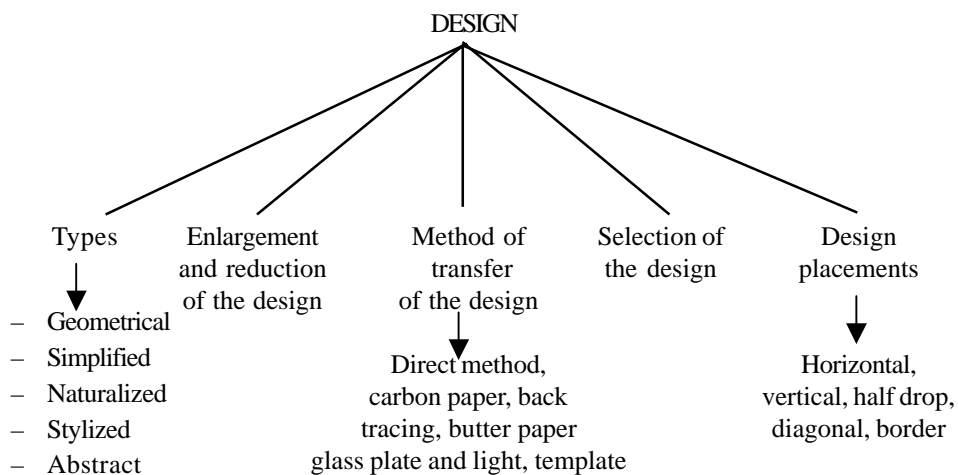 DESIGN
Types
Enlargement
and reduction
of the design
Method of
transfer
of the design
Selection of
the design
Design
placements
– Geometrical
– Simplified
– Naturalized
– Stylized
– Abstract
Direct method,
carbon paper, back
tracing, butter paper
glass plate and light, template
Horizontal,
vertical, half drop,
diagonal, border